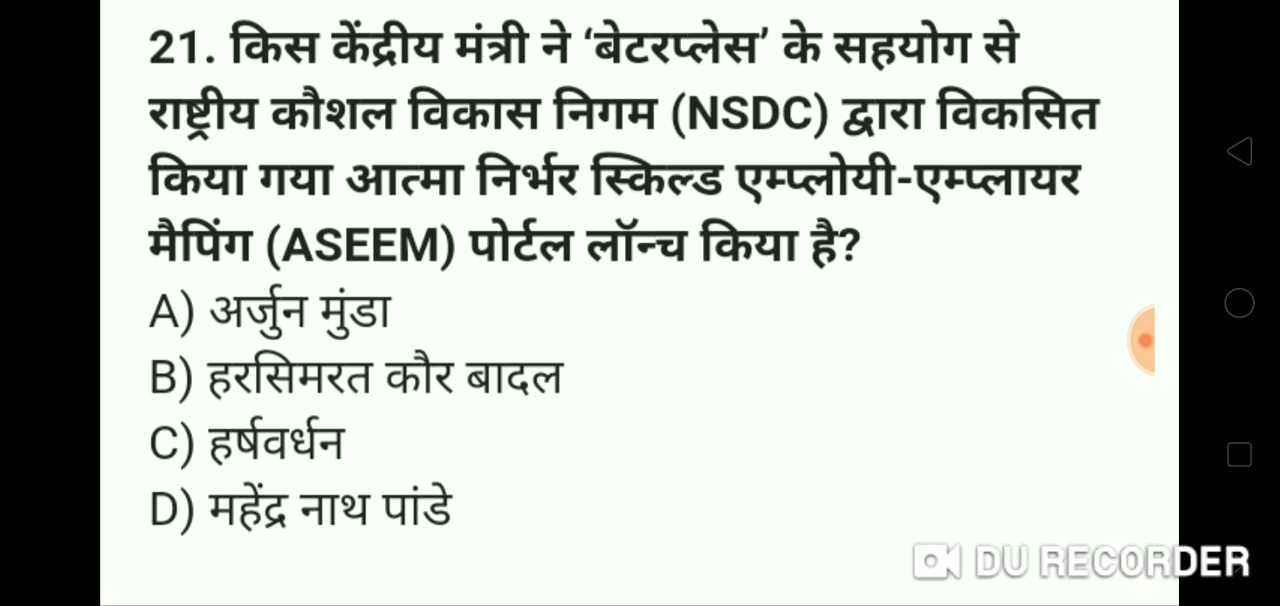 21. किस केंद्रीय मंत्री ने ‘बेटरप्लेस’ के सहयोग से
राष्ट्रीय कौशल विकास निगम (NSDC) द्वारा विकसित
किया गया आत्मा निर्भर स्किल्ड एम्प्लोयी-एम्प्लायर
मैपिंग (ASEEM) पोर्टल लॉन्च किया है?
A) अर्जुन मुंडा
B) हरसिमरत कौर बादल
C) हर्षवर्धन
D) महेंद्र नाथ पांडे
DU RECORDER